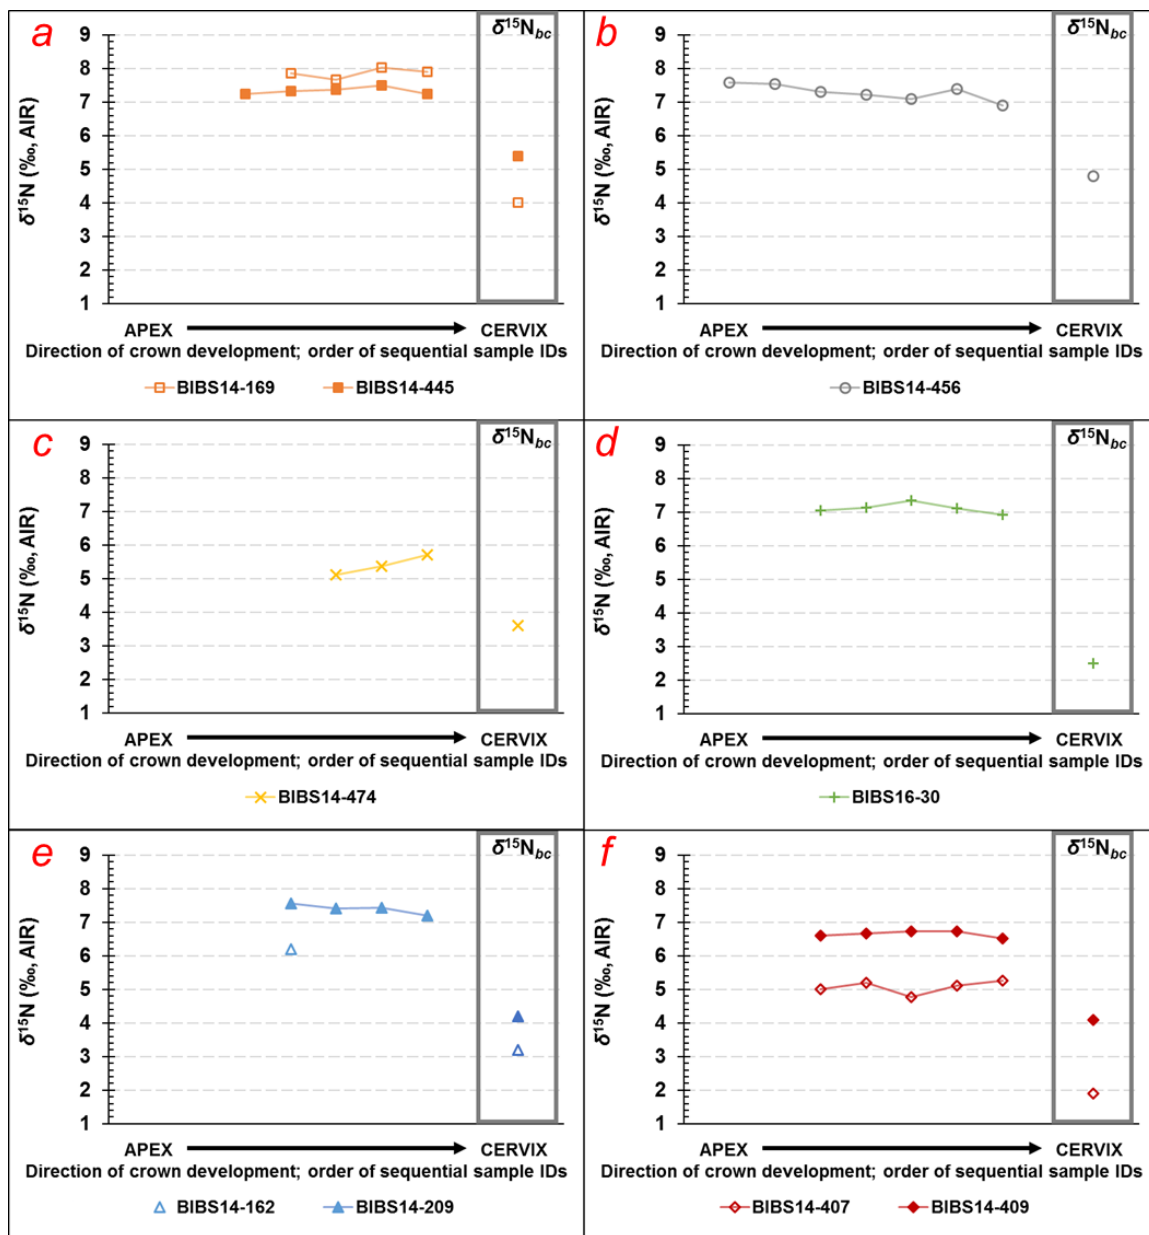 a
δ¹⁵N_bc
δ¹⁵N (‰, AIR)
9
8
7
6
5
4
3
2
1
APEX CERVIX
Direction of crown development; order of sequential sample IDs
BIBS14-169 BIBS14-445
b
δ¹⁵N_bc
δ¹⁵N (‰, AIR)
9
8
7
6
5
4
3
2
1
APEX CERVIX
Direction of crown development; order of sequential sample IDs
BIBS14-456
c
δ¹⁵N_bc
δ¹⁵N (‰, AIR)
9
8
7
6
5
4
3
2
1
APEX CERVIX
Direction of crown development; order of sequential sample IDs
BIBS14-474
d
δ¹⁵N_bc
δ¹⁵N (‰, AIR)
9
8
7
6
5
4
3
2
1
APEX CERVIX
Direction of crown development; order of sequential sample IDs
BIBS16-30
e
δ¹⁵N_bc
δ¹⁵N (‰, AIR)
9
8
7
6
5
4
3
2
1
APEX CERVIX
Direction of crown development; order of sequential sample IDs
BIBS14-162 BIBS14-209
f
δ¹⁵N_bc
δ¹⁵N (‰, AIR)
9
8
7
6
5
4
3
2
1
APEX CERVIX
Direction of crown development; order of sequential sample IDs
BIBS14-407 BIBS14-409